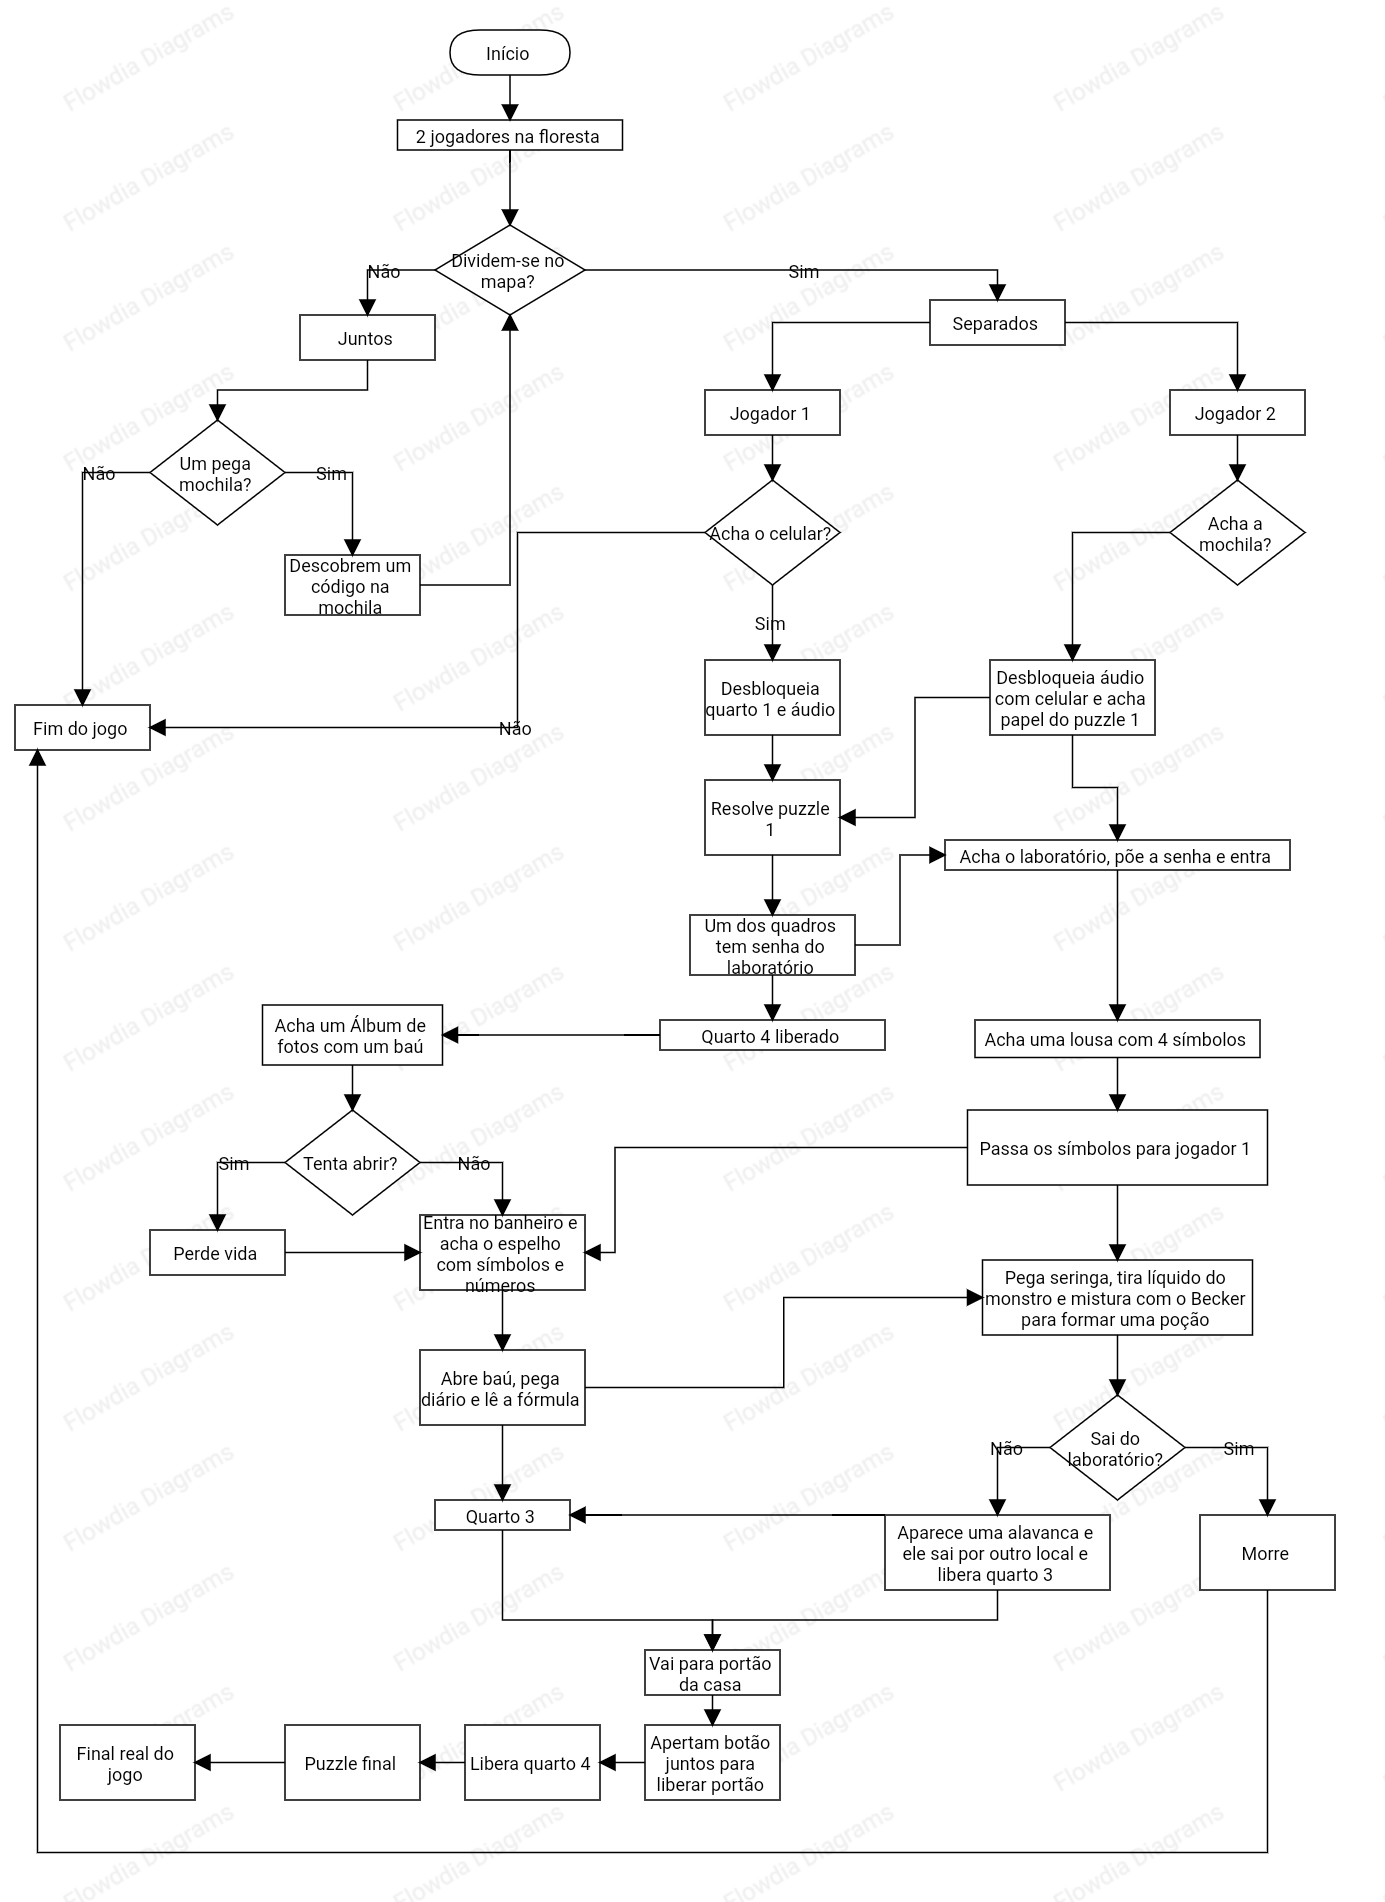 Início
2 jogadores na floresta
Dividem-se no
mapa?
Não
Sim
Juntos
Separados
Jogador 1
Jogador 2
Um pega
mochila?
Não
Sim
Acha o celular?
Acha a
mochila?
Descobrem um
código na
mochila
Sim
Desbloqueia
quarto 1 e áudio
Desbloqueia áudio
com celular e acha
papel do puzzle 1
Fim do jogo
Não
Resolve puzzle
1
Acha o laboratório, põe a senha e entra
Um dos quadros
tem senha do
laboratório
Acha um Álbum de
fotos com um baú
Quarto 4 liberado
Acha uma lousa com 4 símbolos
Passa os símbolos para jogador 1
Sim
Tenta abrir?
Não
Perde vida
Entra no banheiro e
acha o espelho
com símbolos e
números
Pega seringa, tira líquido do
monstro e mistura com o Becker
para formar uma poção
Abre baú, pega
diário e lê a fórmula
Sai do
laboratório?
Não
Sim
Quarto 3
Aparece uma alavanca e
ele sai por outro local e
libera quarto 3
Morre
Vai para portão
da casa
Final real do
jogo
Puzzle final
Libera quarto 4
Apertam botão
juntos para
liberar portão
Flowdia Diagrams